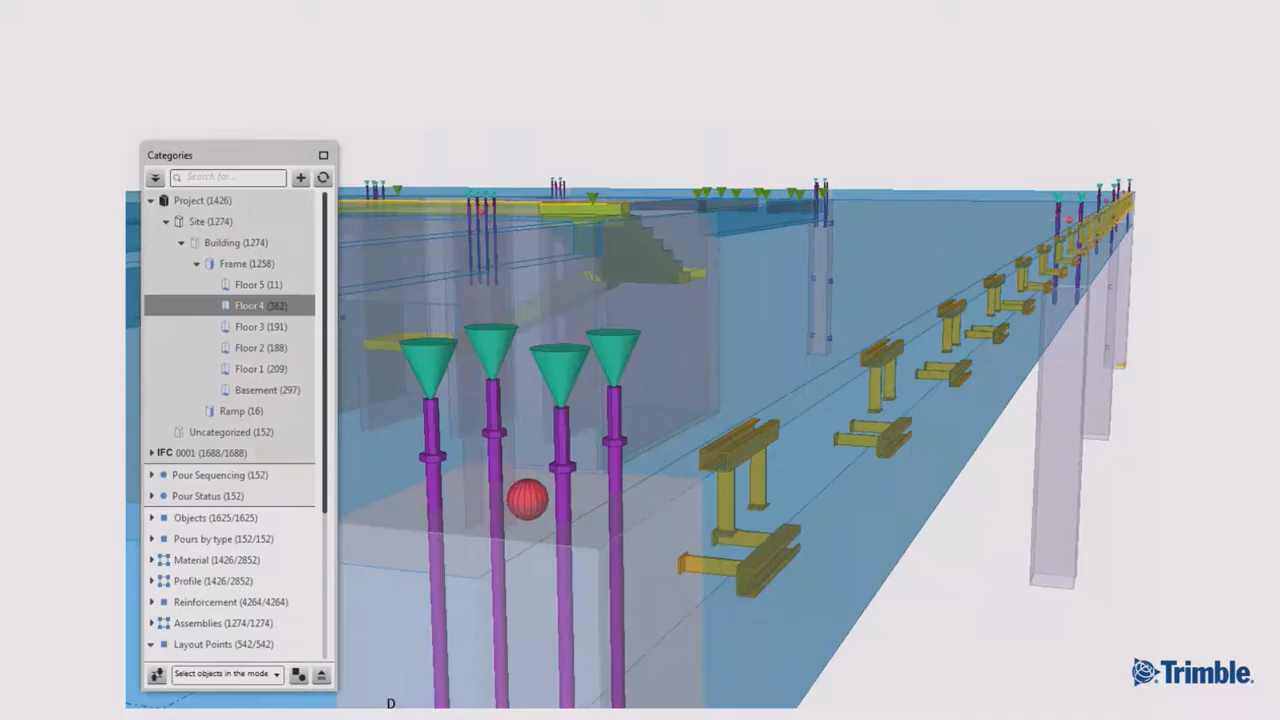 Categories
Search for...
Project (1426)
Site (1274)
Building (1274)
Frame (1258)
Floor 5 (11)
Floor 4 (362)
Floor 3 (191)
Floor 2 (188)
Floor 1 (209)
Basement (297)
Ramp (16)
Uncategorized (152)
IFC 0001 (1688/1688)
Pour Sequencing (152)
Pour Status (152)
Objects (1625/1625)
Pours by type (152/152)
Material (1426/2852)
Profile (1426/2852)
Reinforcement (4264/4264)
Assemblies (1274/1274)
Layout Points (542/542)
Select objects in the mode
D
Trimble.